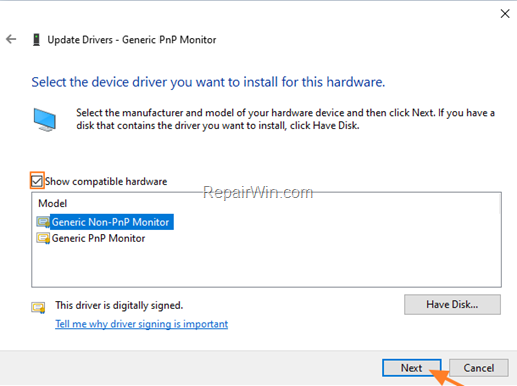 Update Drivers - Generic PnP Monitor
Select the device driver you want to install for this hardware.
Select the manufacturer and model of your hardware device and then click Next. If you have a
disk that contains the driver you want to install, click Have Disk.
Show compatible hardware
RepairWin.com
Model
Generic Non-PnP Monitor
Generic PnP Monitor
This driver is digitally signed.
Have Disk...
Tell me why driver signing is important
Next
Cancel